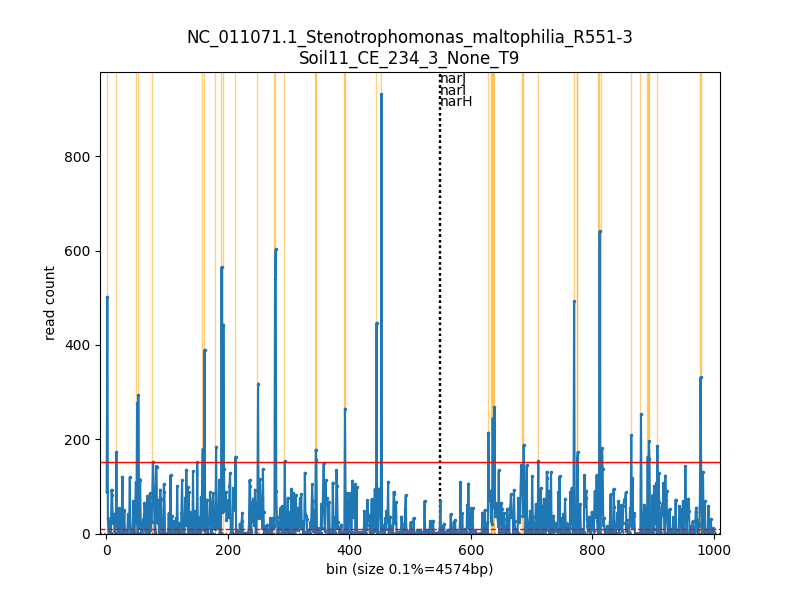 NC_011071.1_Stenotrophomonas_maltophilia_R551-3
Soil11_CE_234_3_None_T9
narJ
narI
narH
800
600
400
200
0
read count
0 200 400 600 800 1000
bin (size 0.1%=4574bp)